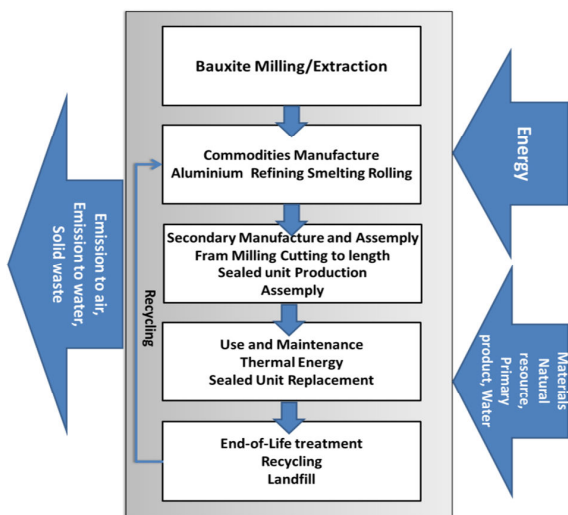 Bauxite Milling/Extraction
Commodities Manufacture
Aluminium Refining Smelting Rolling
Secondary Manufacture and Assemply
Fram Milling Cutting to length
Sealed unit Production
Assemply
Use and Maintenance
Thermal Energy
Sealed Unit Replacement
End-of-Life treatment
Recycling
Landfill
Recycling
Emission to air,
Emission to water,
Solid waste
Energy
Materials
Natural
resource,
Primary
product, Water